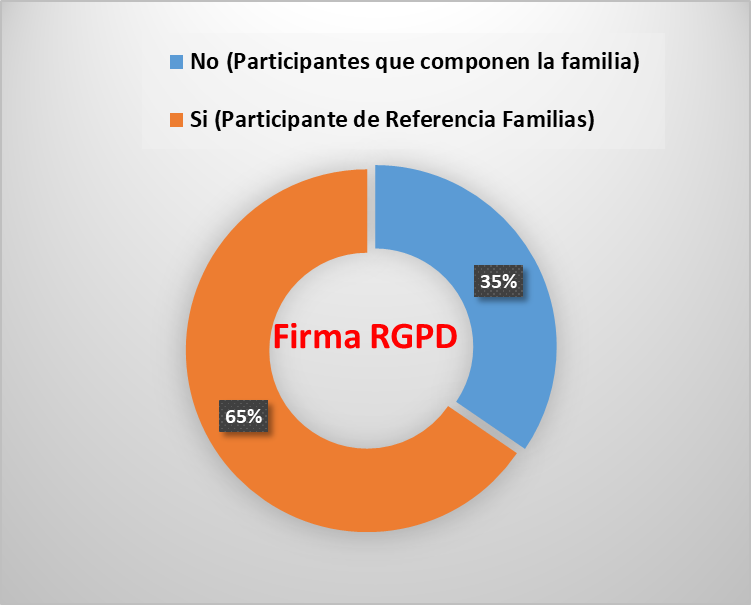 No (Participantes que componen la familia)
Si (Participante de Referencia Familias)
35%
Firma RGPD
65%